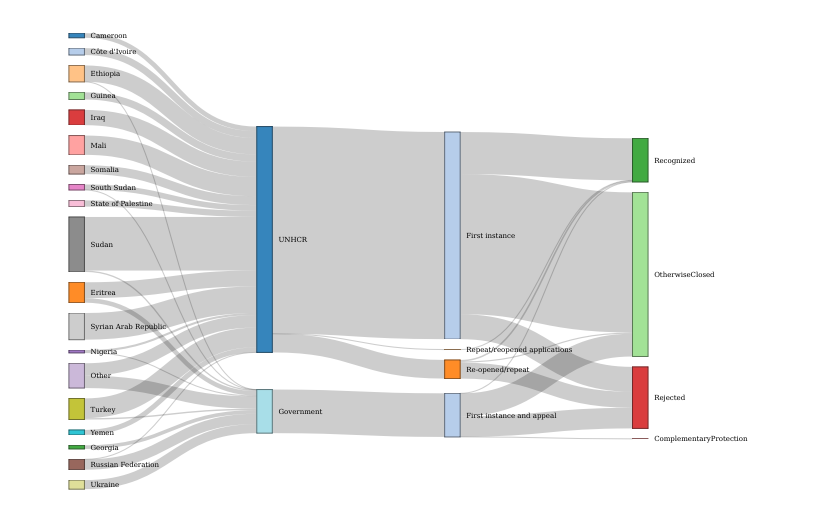 Cameroon
Côte d'Ivoire
Ethiopia
Guinea
Iraq
Mali
Somalia
South Sudan
State of Palestine
Sudan
Eritrea
Syrian Arab Republic
Nigeria
Other
Turkey
Yemen
Georgia
Russian Federation
Ukraine
UNHCR
Government
First instance
Repeat/reopened applications
Re-opened/repeat
First instance and appeal
Recognized
OtherwiseClosed
Rejected
ComplementaryProtection